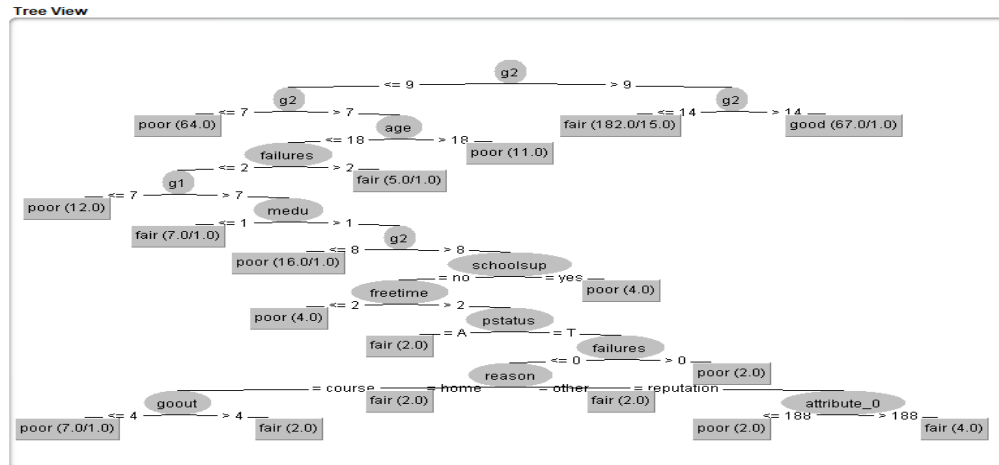 Tree View
g2
<= 9 > 9
g2 g2
<= 7 > 7 <= 14 > 14
poor (64.0) age fair (182.0/15.0) good (67.0/1.0)
<= 18 > 18
failures poor (11.0)
<= 2 > 2
g1 fair (5.0/1.0)
<= 7 > 7
poor (12.0) medu
<= 1 > 1
fair (7.0/1.0) g2
<= 8 > 8
poor (16.0/1.0) schoolsup
= no = yes
freetime poor (4.0)
<= 2 > 2
poor (4.0) pstatus
= A = T
fair (2.0) failures
<= 0 > 0
reason poor (2.0)
= course = home = other = reputation
goout fair (2.0) fair (2.0) attribute_0
<= 4 > 4 <= 188 > 188
poor (7.0/1.0) fair (2.0) poor (2.0) fair (4.0)